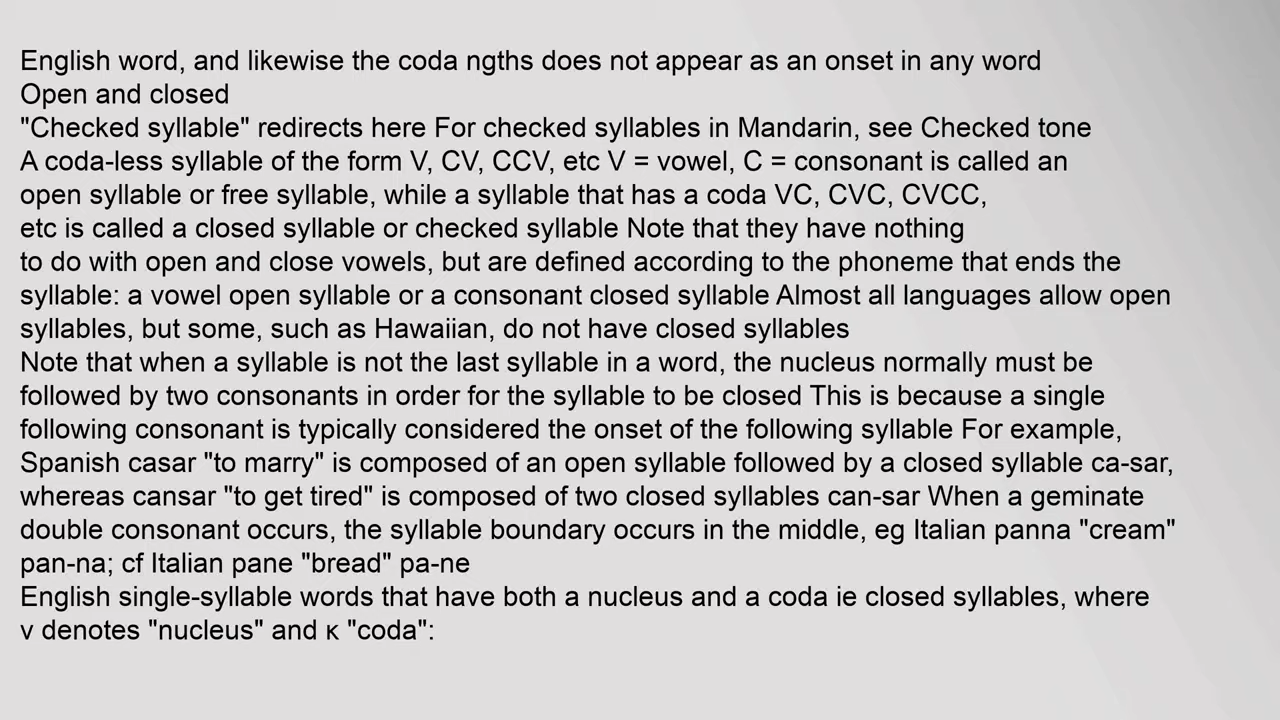 English word, and likewise the coda ngths does not appear as an onset in any word
Open and closed
"Checked syllable" redirects here For checked syllables in Mandarin, see Checked tone
A coda-less syllable of the form V, CV, CCV, etc V = vowel, C = consonant is called an
open syllable or free syllable, while a syllable that has a coda VC, CVC, CVCC,
etc is called a closed syllable or checked syllable Note that they have nothing
to do with open and close vowels, but are defined according to the phoneme that ends the
syllable: a vowel open syllable or a consonant closed syllable Almost all languages allow open
syllables, but some, such as Hawaiian, do not have closed syllables
Note that when a syllable is not the last syllable in a word, the nucleus normally must be
followed by two consonants in order for the syllable to be closed This is because a single
following consonant is typically considered the onset of the following syllable For example,
Spanish casar "to marry" is composed of an open syllable followed by a closed syllable ca-sar,
whereas cansar "to get tired" is composed of two closed syllables can-sar When a geminate
double consonant occurs, the syllable boundary occurs in the middle, eg Italian panna "cream"
pan-na; cf Italian pane "bread" pa-ne
English single-syllable words that have both a nucleus and a coda ie closed syllables, where
ν denotes "nucleus" and κ "coda":